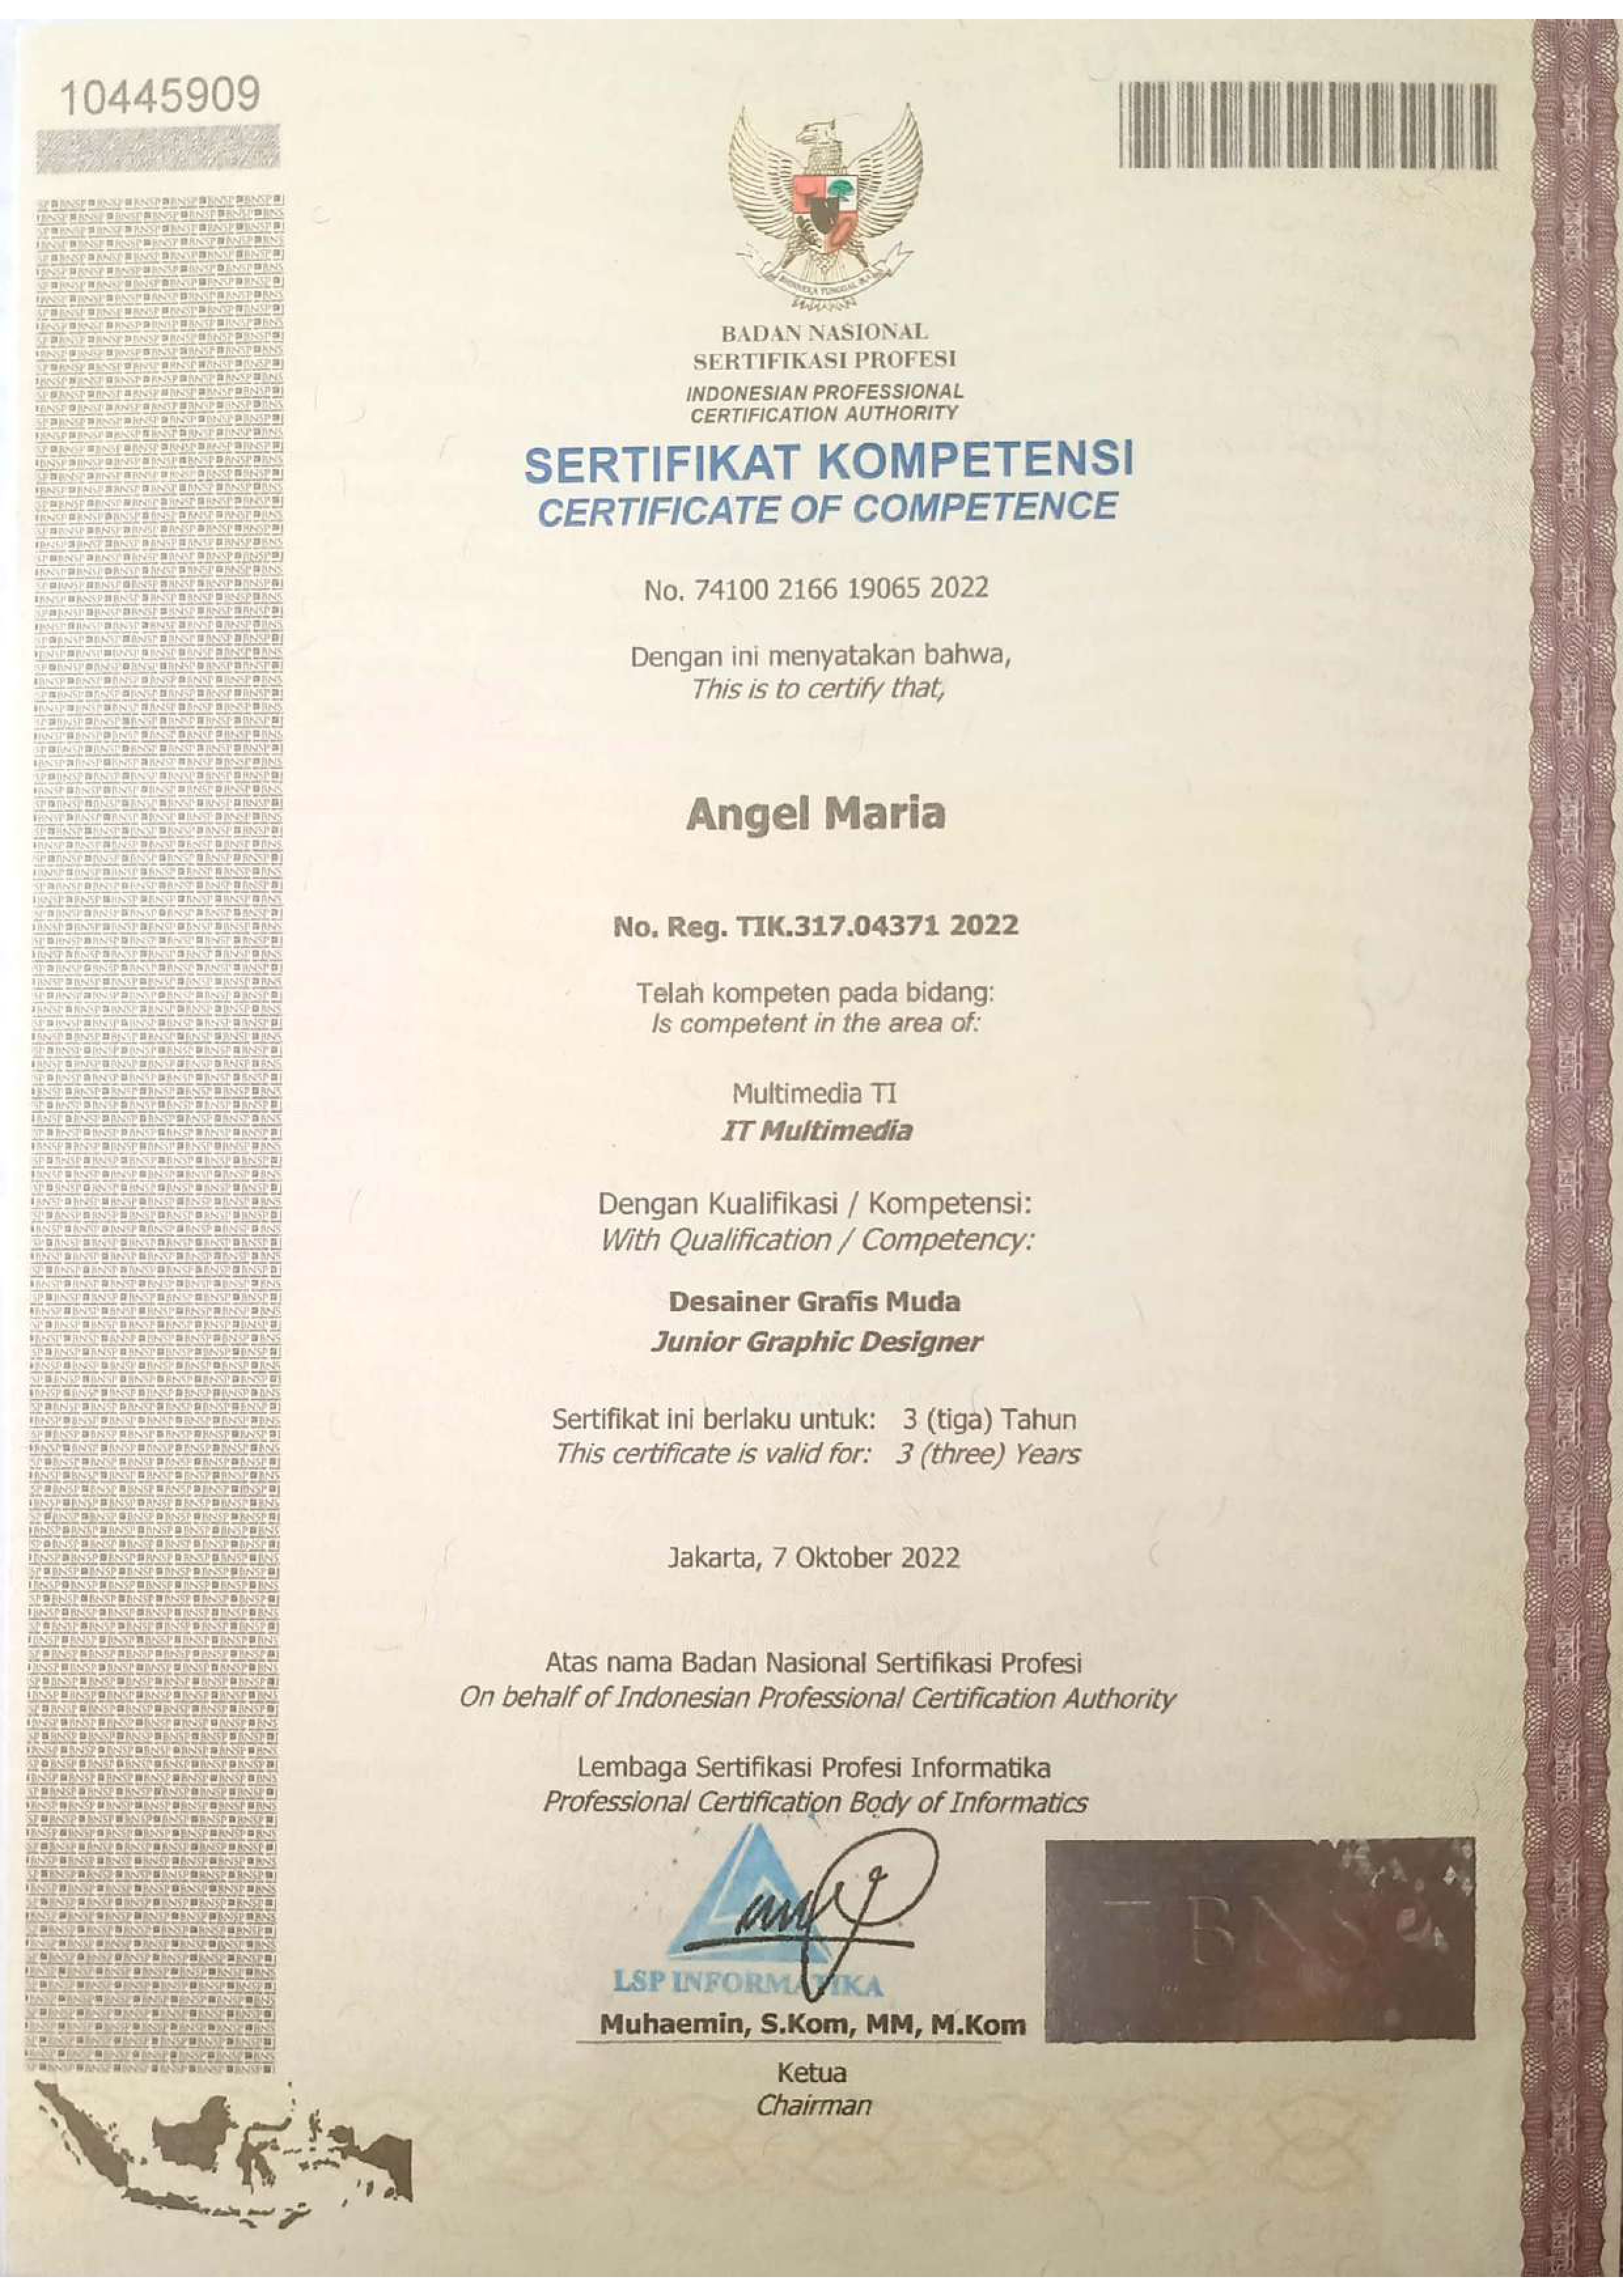 10445909
BADAN NASIONAL
SERTIFIKASI PROFESI
INDONESIAN PROFESSIONAL
CERTIFICATION AUTHORITY
SERTIFIKAT KOMPETENSI
CERTIFICATE OF COMPETENCE
No. 74100 2166 19065 2022
Dengan ini menyatakan bahwa,
This is to certify that,
Angel Maria
No. Reg. TIK.317.04371 2022
Telah kompeten pada bidang:
Is competent in the area of:
Multimedia TI
IT Multimedia
Dengan Kualifikasi / Kompetensi:
With Qualification / Competency:
Desainer Grafis Muda
Junior Graphic Designer
Sertifikat ini berlaku untuk: 3 (tiga) Tahun
This certificate is valid for: 3 (three) Years
Jakarta, 7 Oktober 2022
Atas nama Badan Nasional Sertifikasi Profesi
On behalf of Indonesian Professional Certification Authority
Lembaga Sertifikasi Profesi Informatika
Professional Certification Body of Informatics
LSP INFORMATIKA
Muhaemin, S.Kom, MM, M.Kom
Ketua
Chairman